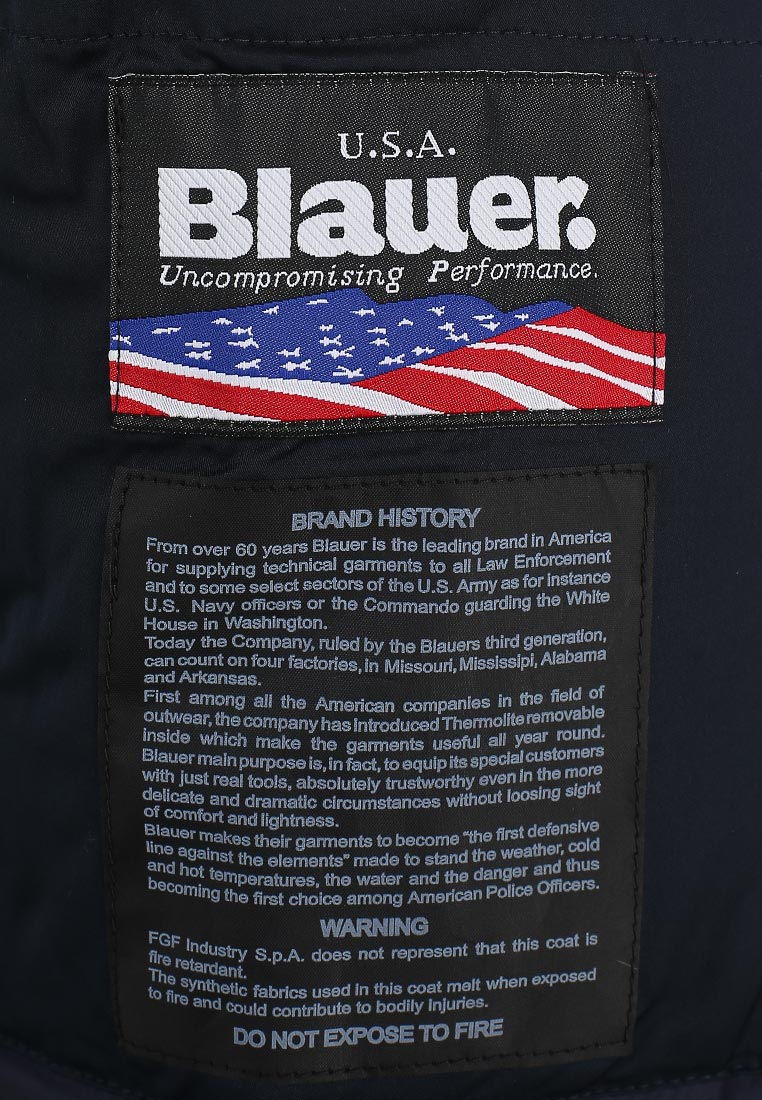 U.S.A.
Blauer.
Uncompromising Performance.
BRAND HISTORY
From over 60 years Blauer is the leading brand in America
for supplying technical garments to all Law Enforcement
and to some select sectors of the U.S. Army as for instance
U.S. Navy officers or the Commando guarding the White
House in Washington.
Today the Company, ruled by the Blauers third generation,
can count on four factories, in Missouri, Mississipi, Alabama
and Arkansas.
First among all the American companies in the field of
outwear, the company has introduced Thermolite removable
inside which make the garments useful all year round.
Blauer main purpose is, in fact, to equip its special customers
with just real tools, absolutely trustworthy even in the more
delicate and dramatic circumstances without loosing sight
of comfort and lightness.
Blauer makes their garments to become "the first defensive
line against the elements" made to stand the weather, cold
and hot temperatures, the water and the danger and thus
becoming the first choice among American Police Officers.
WARNING
FGF Industry S.p.A. does not represent that this coat is
fire retardant.
The synthetic fabrics used in this coat melt when exposed
to fire and could contribute to bodily injuries.
DO NOT EXPOSE TO FIRE